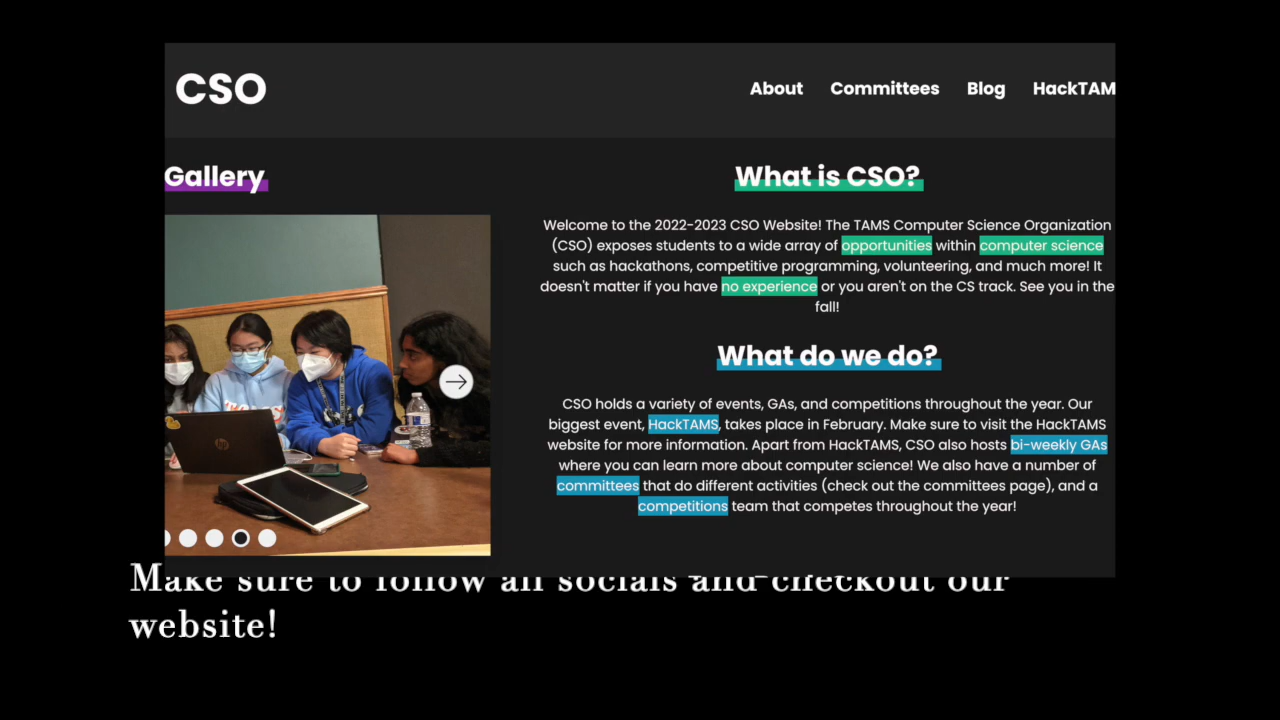 CSO
About Committees Blog HackTAM
Gallery
What is CSO?
Welcome to the 2022-2023 CSO Website! The TAMS Computer Science Organization
(CSO) exposes students to a wide array of opportunities within computer science
such as hackathons, competitive programming, volunteering, and much more! It
doesn't matter if you have no experience or you aren't on the CS track. See you in the
fall!
What do we do?
CSO holds a variety of events, GAs, and competitions throughout the year. Our
biggest event, HackTAMS, takes place in February. Make sure to visit the HackTAMS
website for more information. Apart from HackTAMS, CSO also hosts bi-weekly GAs
where you can learn more about computer science! We also have a number of
committees that do different activities (check out the committees page), and a
competitions team that competes throughout the year!
Make sure to follow all socials and checkout our
website!